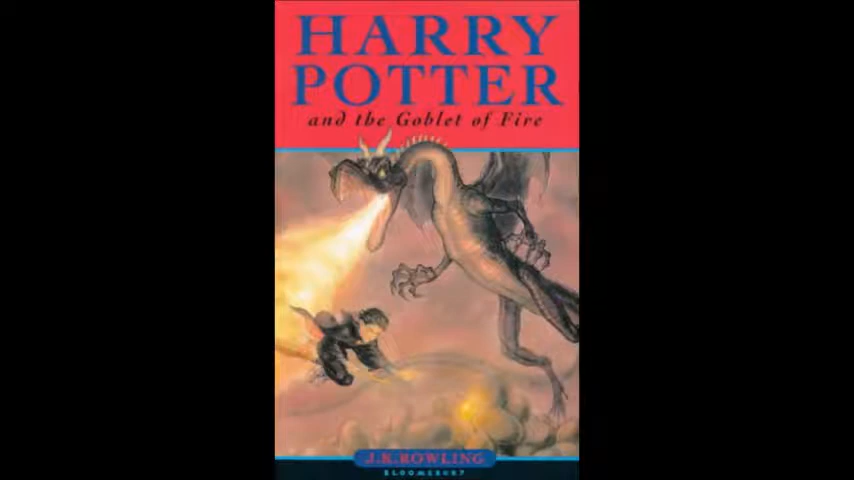 HARRY
POTTER
and the Goblet of Fire
J.K.ROWLING
BLOOMSBURY